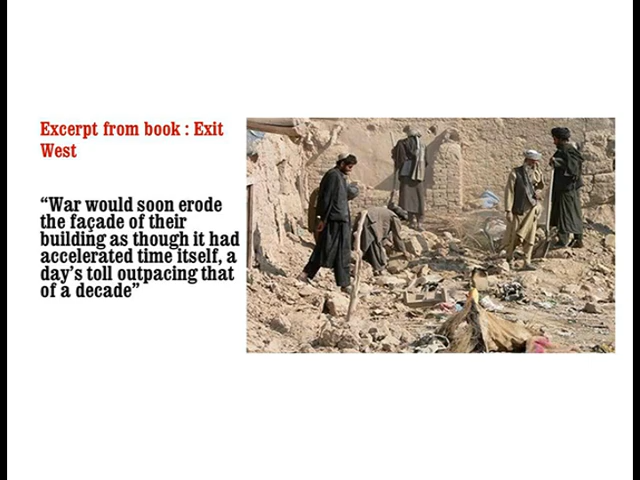 Excerpt from book : Exit
West
“War would soon erode
the façade of their
building as though it had
accelerated time itself, a
day’s toll outpacing that
of a decade”